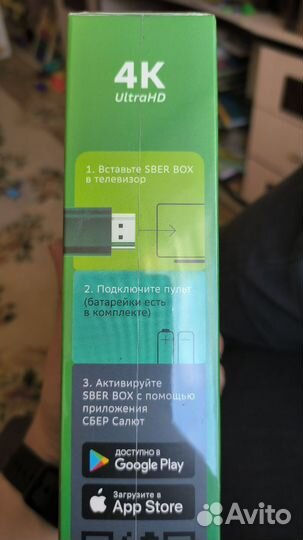 4K
UltraHD
1. Вставьте SBER BOX
в телевизор
2. Подключите пульт
(батарейки есть
в комплекте)
3. Активируйте
SBER BOX с помощью
приложения
СБЕР Салют
ДОСТУПНО В
Google Play
Загрузите в
App Store
Avito